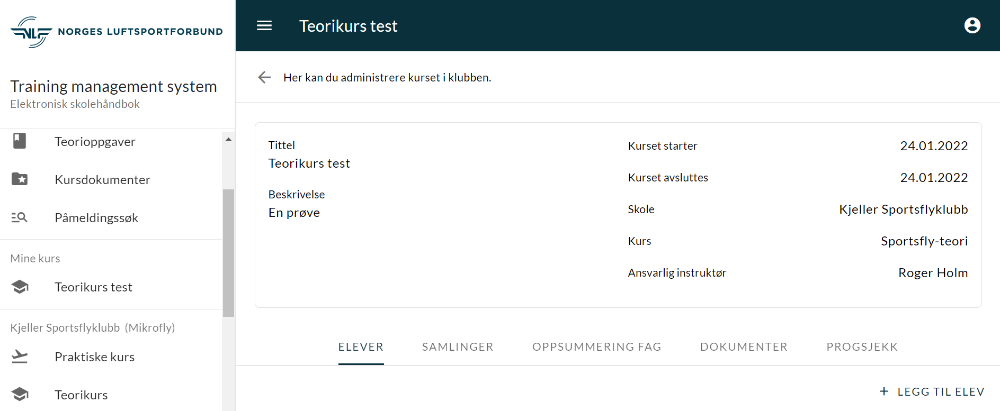 NLF NORGES LUFTSPORTFORBUND
Training management system
Elektronisk skolehåndbok
Teorioppgaver
Kursdokumenter
Påmeldingssøk
Mine kurs
Teorikurs test
Kjeller Sportsflyklubb (Mikrofly)
Praktiske kurs
Teorikurs
Teorikurs test
Her kan du administrere kurset i klubben.
Tittel
Teorikurs test
Beskrivelse
En prøve
Kurset starter 24.01.2022
Kurset avsluttes 24.01.2022
Skole Kjeller Sportsflyklubb
Kurs Sportsfly-teori
Ansvarlig instruktør Roger Holm
ELEVER SAMLINGER OPPSUMMERING FAG DOKUMENTER PROGSJEKK
+ LEGG TIL ELEV